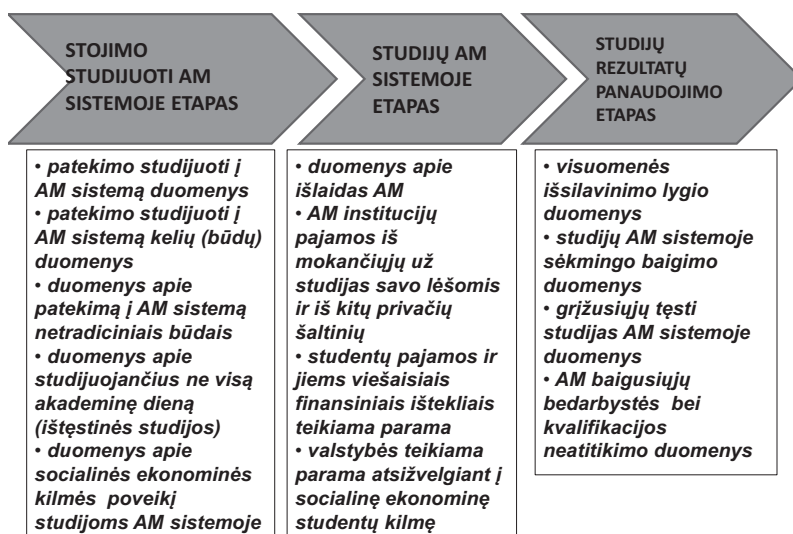 STOJIMO
STUDIJUOTI AM
SISTEMOJE ETAPAS
STUDIJŲ AM
SISTEMOJE
ETAPAS
STUDIJŲ
REZULTATŲ
PANAUDOJIMO
ETAPAS
• patekimo studijuoti į
AM sistemą duomenys
• patekimo studijuoti į
AM sistemą kelių (būdų)
duomenys
• duomenys apie
patekimą į AM sistemą
netradiciniais būdais
• duomenys apie
studijuojančius ne visą
akademinę dieną
(ištęstinės studijos)
• duomenys apie
socialinės ekonominės
kilmės poveikį
studijoms AM sistemoje
• duomenys apie
išlaidas AM
• AM institucijų
pajamos iš
mokančiųjų už
studijas savo lėšomis
ir iš kitų privačių
šaltinių
• studentų pajamos ir
jiems viešaisiais
finansiniais ištekliais
teikiama parama
• valstybės teikiama
parama atsižvelgiant į
socialinę ekonominę
studentų kilmę
• visuomenės
išsilavinimo lygio
duomenys
• studijų AM sistemoje
sėkmingo baigimo
duomenys
• grįžusiųjų tęsti
studijas AM sistemoje
duomenys
• AM baigusiųjų
bedarbystės bei
kvalifikacijos
neatitikimo duomenys